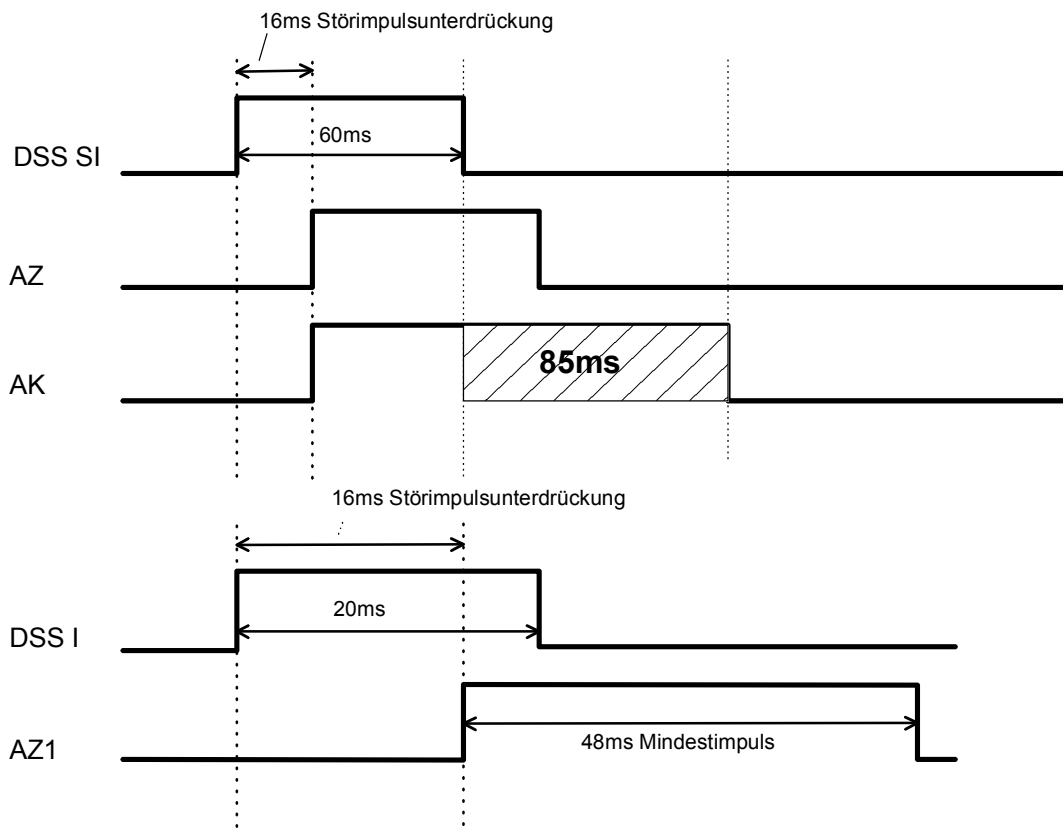 16ms Störimpulsunterdrückung
DSS SI
60ms
AZ
AK
85ms
16ms Störimpulsunterdrückung
DSS I
20ms
AZ1
48ms Mindestimpuls